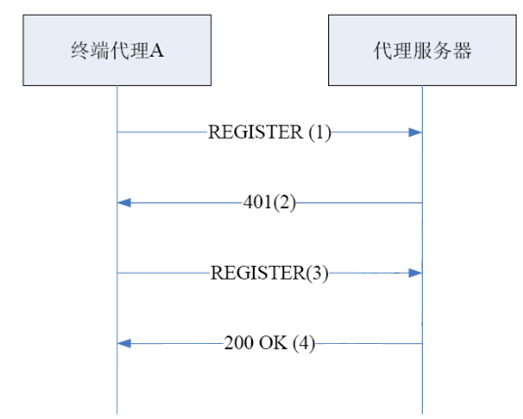 终端代理A
代理服务器
REGISTER (1)
401(2)
REGISTER(3)
200 OK (4)